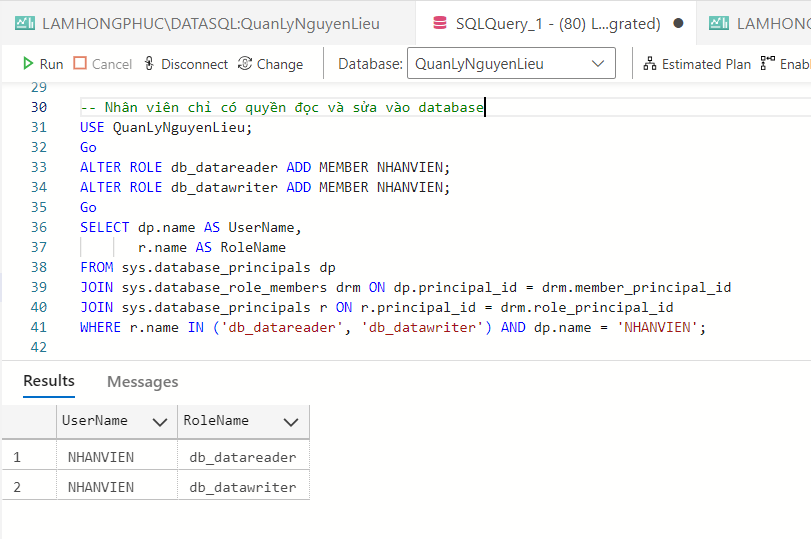 LAMHONGPHUC\DATASQL:QuanLyNguyenLieu
SQLQuery_1 - (80) L...grated)
LAMHON
Run
Cancel
Disconnect
Change
Database:
QuanLyNguyenLieu
Estimated Plan
Enab
29
30 -- Nhân viên chỉ có quyền đọc và sửa vào database
31 USE QuanLyNguyenLieu;
32 Go
33 ALTER ROLE db_datareader ADD MEMBER NHANVIEN;
34 ALTER ROLE db_datawriter ADD MEMBER NHANVIEN;
35 Go
36 SELECT dp.name AS UserName,
37 r.name AS RoleName
38 FROM sys.database_principals dp
39 JOIN sys.database_role_members drm ON dp.principal_id = drm.member_principal_id
40 JOIN sys.database_principals r ON r.principal_id = drm.role_principal_id
41 WHERE r.name IN ('db_datareader', 'db_datawriter') AND dp.name = 'NHANVIEN';
42
Results Messages
UserName RoleName
1 NHANVIEN db_datareader
2 NHANVIEN db_datawriter